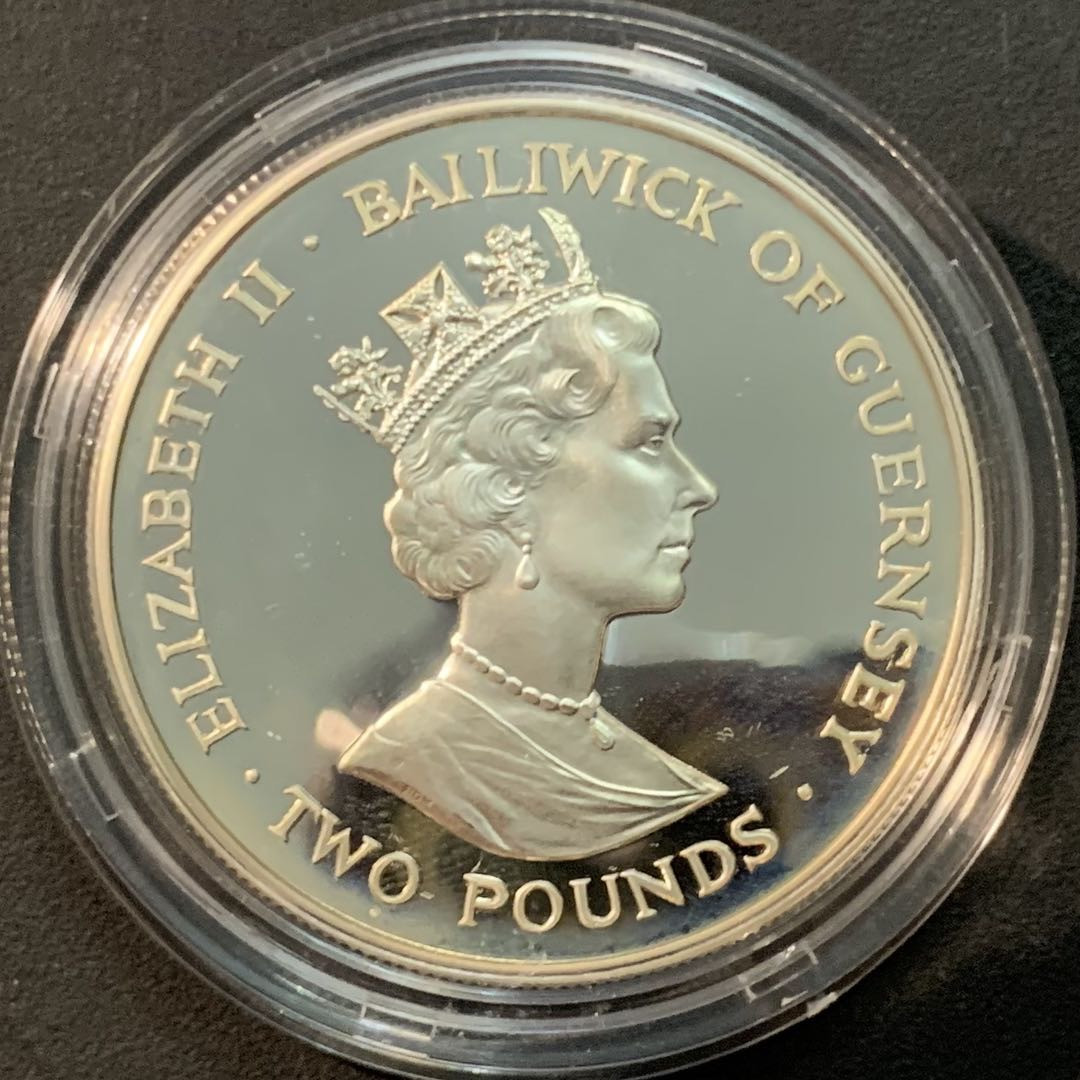 ELIZABETH II · BAILIWICK OF GUERNSEY ·
TWO POUNDS ·